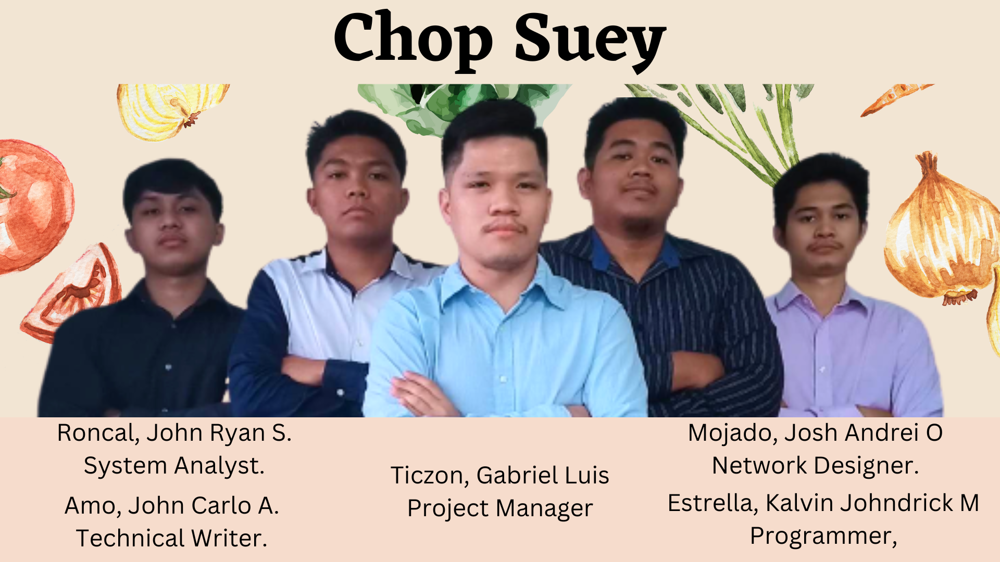 Chop Suey
Roncal, John Ryan S.
System Analyst.
Amo, John Carlo A.
Technical Writer.
Ticzon, Gabriel Luis
Project Manager
Mojado, Josh Andrei O
Network Designer.
Estrella, Kalvin Johndrick M
Programmer,